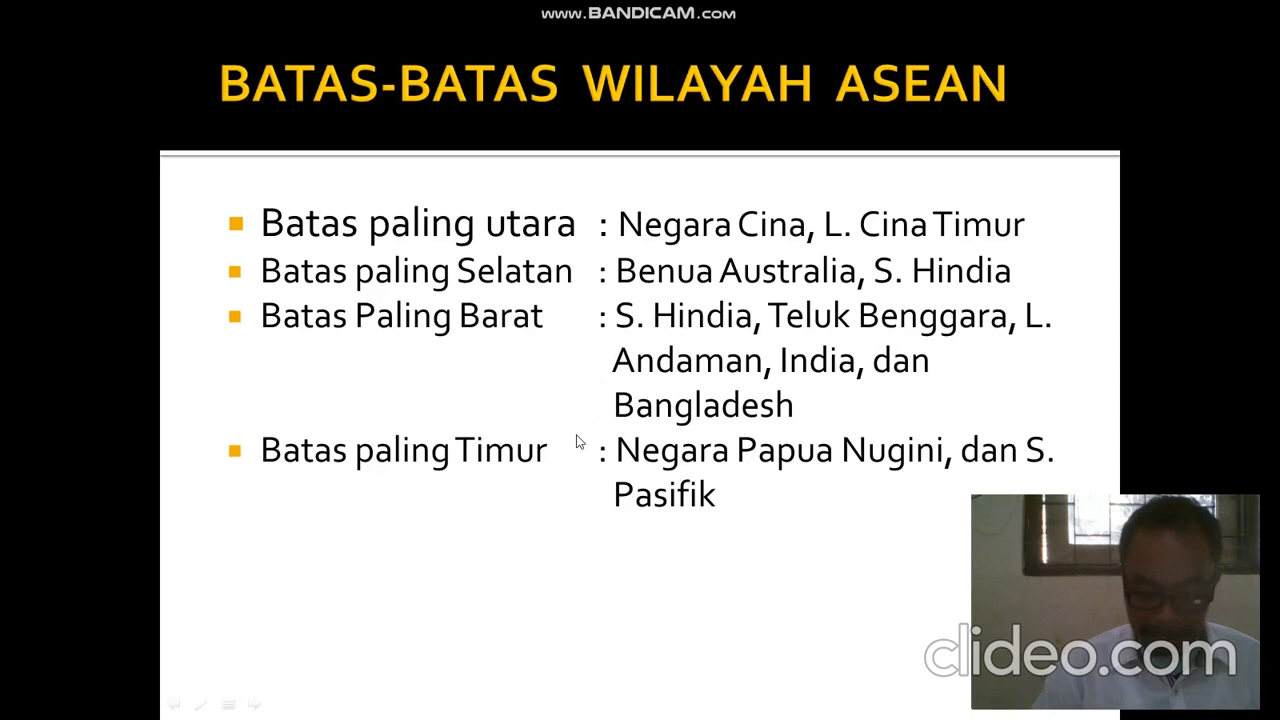 www.BANDICAM.com
BATAS-BATAS WILAYAH ASEAN
Batas paling utara : Negara Cina, L. Cina Timur
Batas paling Selatan : Benua Australia, S. Hindia
Batas Paling Barat : S. Hindia, Teluk Benggara, L.
Andaman, India, dan
Bangladesh
Batas paling Timur : Negara Papua Nugini, dan S.
Pasifik
clideo.com